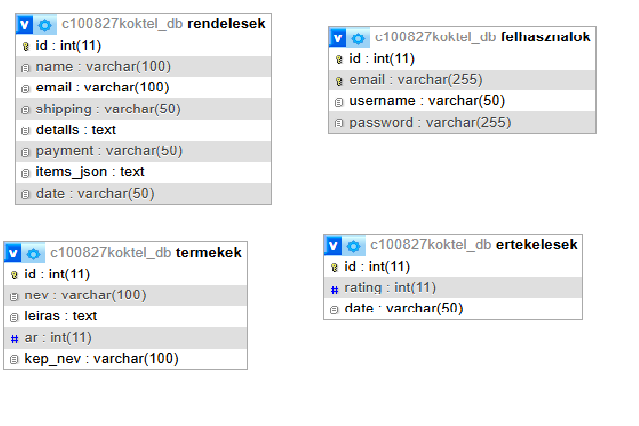 c100827koktel_db rendelesek
id : int(11)
name : varchar(100)
email : varchar(100)
shipping : varchar(50)
details : text
payment : varchar(50)
items_json : text
date : varchar(50)
c100827koktel_db felhasznalok
id : int(11)
email : varchar(255)
username : varchar(50)
password : varchar(255)
c100827koktel_db termekek
id : int(11)
nev : varchar(100)
leiras : text
# ar : int(11)
kep_nev : varchar(100)
c100827koktel_db ertekelesek
id : int(11)
# rating : int(11)
date : varchar(50)